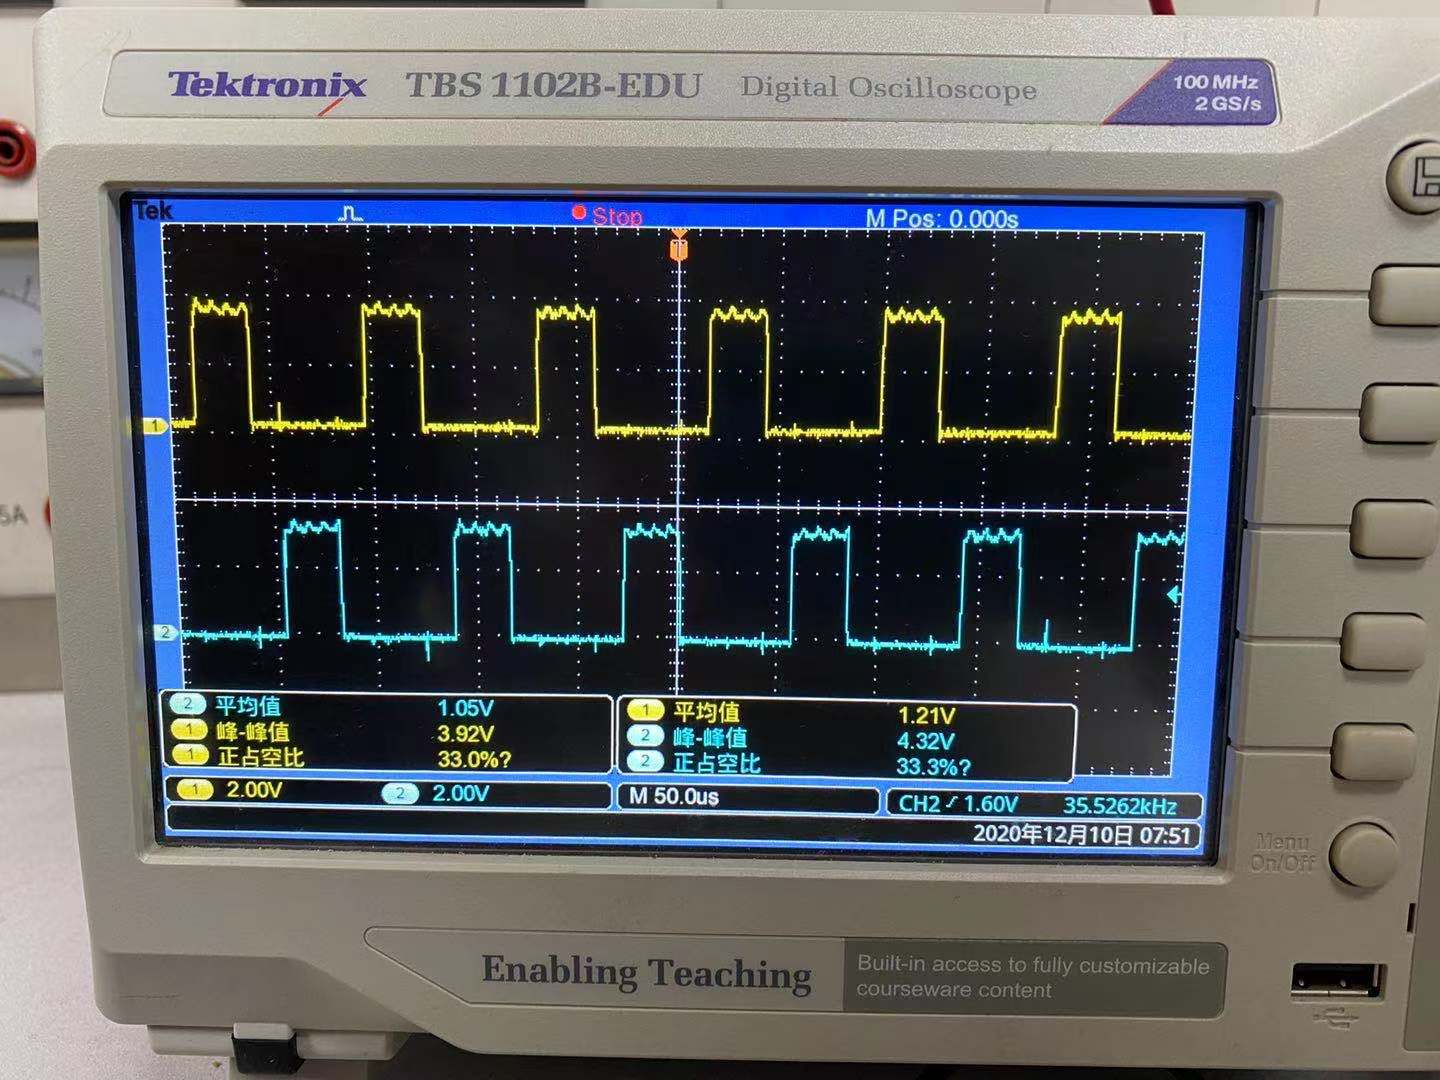 Tektronix TBS 1102B-EDU Digital Oscilloscope
100 MHz
2 GS/s
Tek Stop M Pos: 0.000s
T
1
2
5A
2 平均值 1.05V
1 峰-峰值 3.92V
1 正占空比 33.0%?
1 平均值 1.21V
2 峰-峰值 4.32V
2 正占空比 33.3%?
1 2.00V 2 2.00V M 50.0us CH2 1.60V 35.5262kHz
2020年12月10日 07:51
Menu
On/Off
Enabling Teaching
Built-in access to fully customizable
courseware content